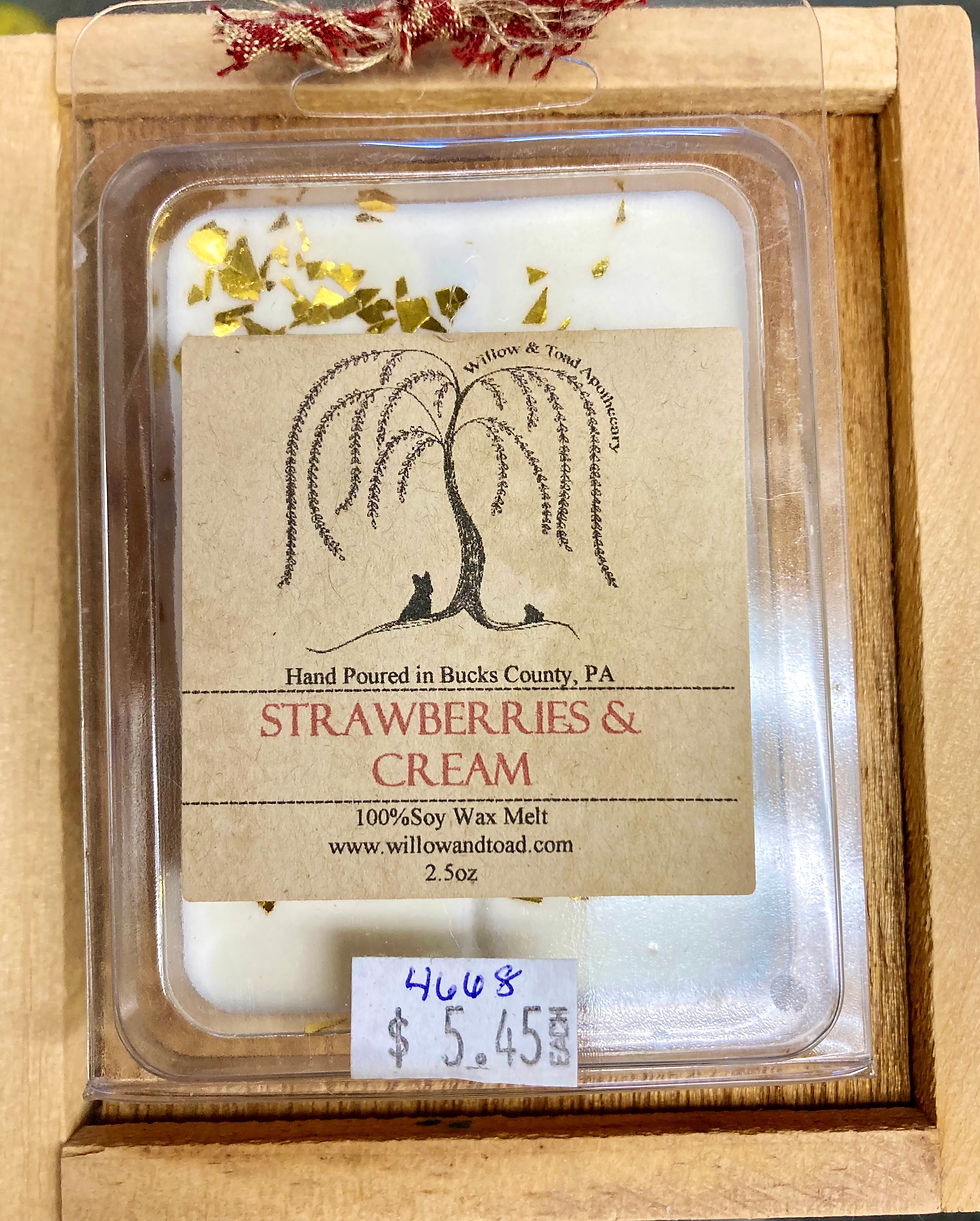 Willow & Toad Apothecary
Hand Poured in Bucks County, PA
STRAWBERRIES &
CREAM
100%Soy Wax Melt
www.willowandtoad.com
2.5oz
4668
$ 5.45 EACH